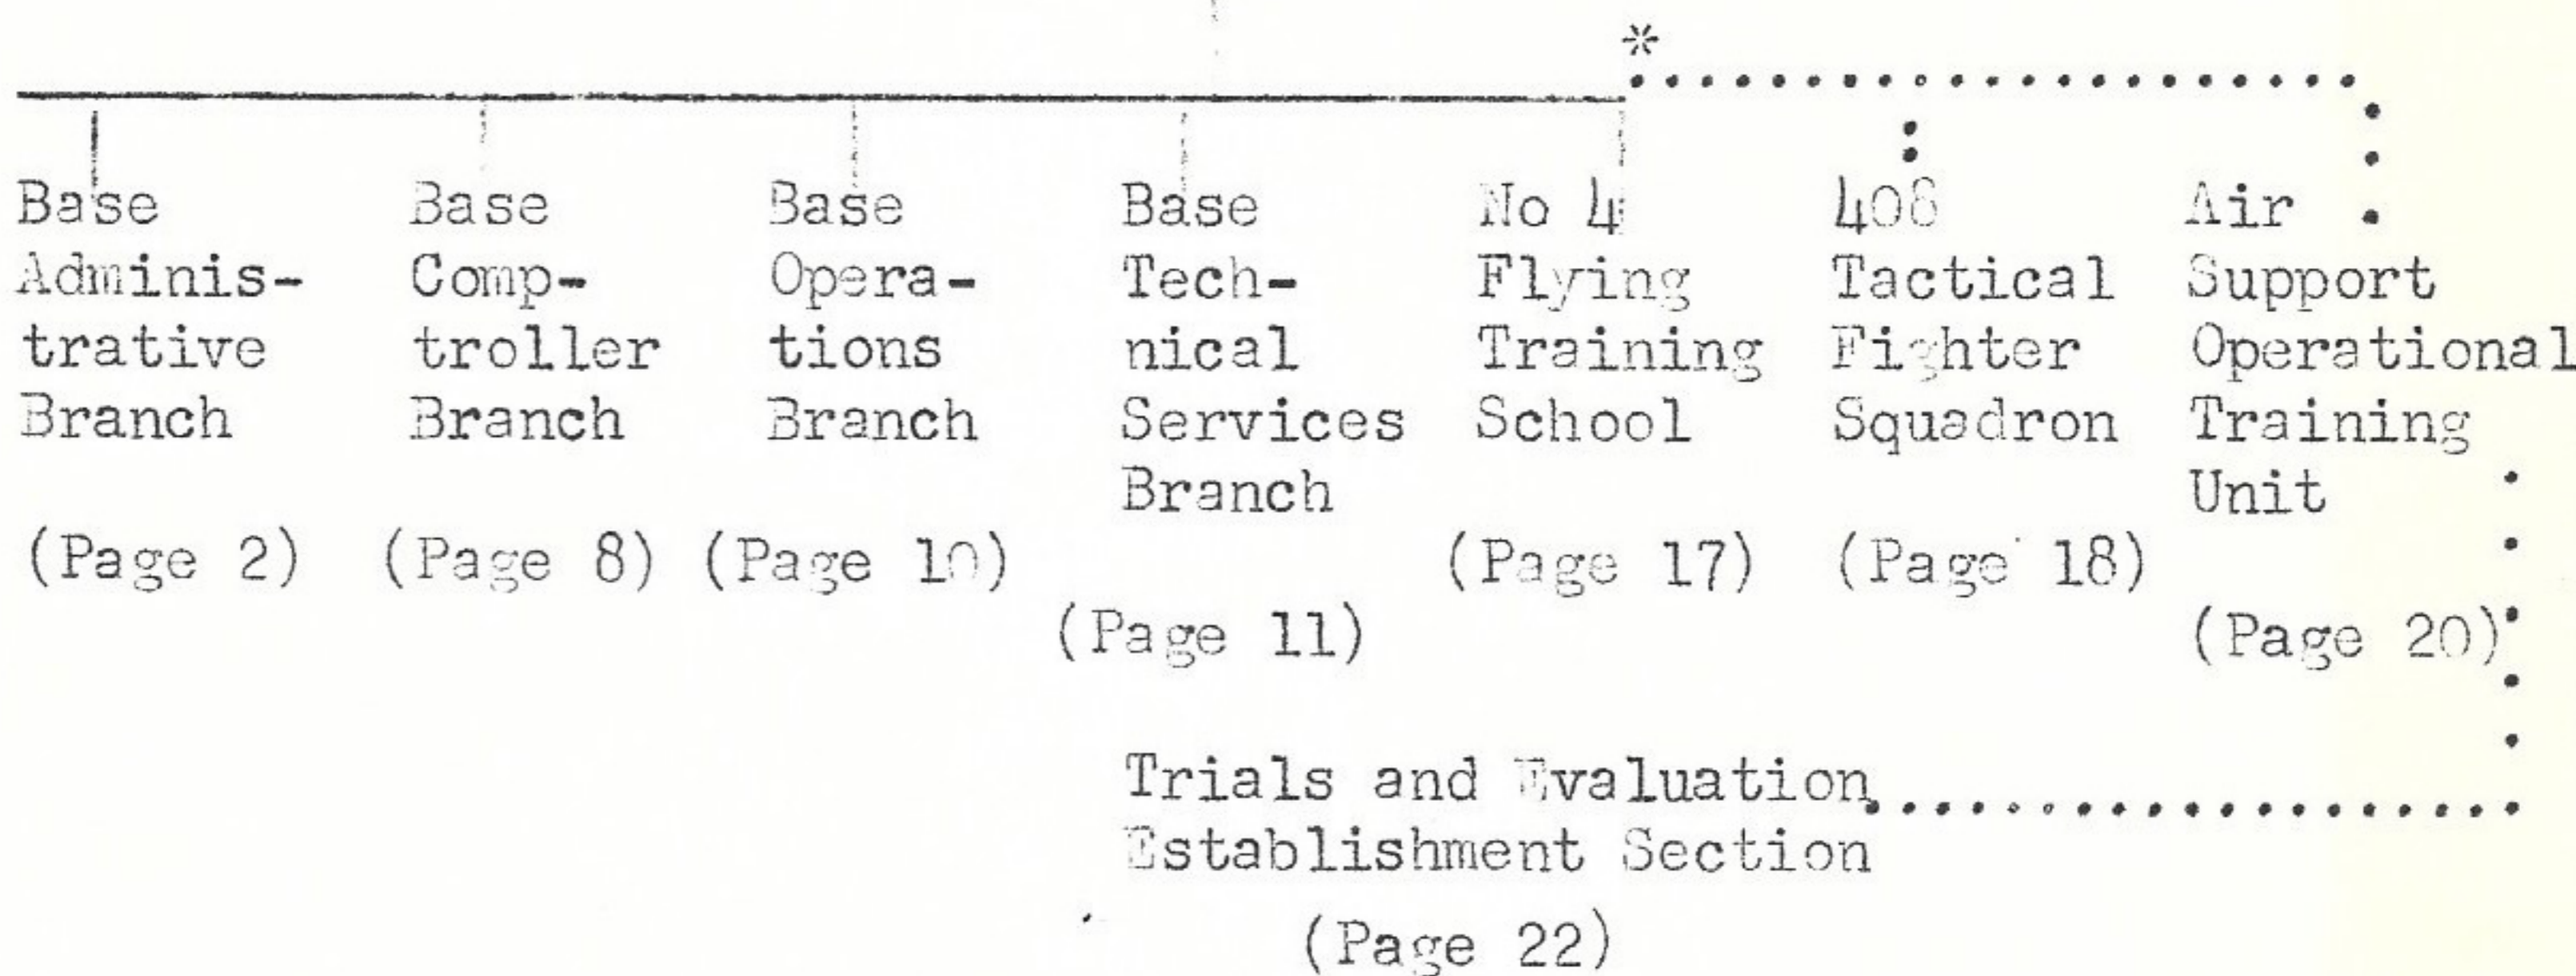 *
Base
Adminis-
trative
Branch
(Page 2)
Base
Comp-
troller
Branch
(Page 8)
Base
Opera-
tions
Branch
(Page 10)
Base
Tech-
nical
Services
Branch
(Page 11)
No 4
Flying
Training
School
(Page 17)
408
Tactical
Fighter
Squadron
(Page 18)
Air
Support
Operational
Training
Unit
(Page 20)
Trials and Evaluation
Establishment Section
(Page 22)